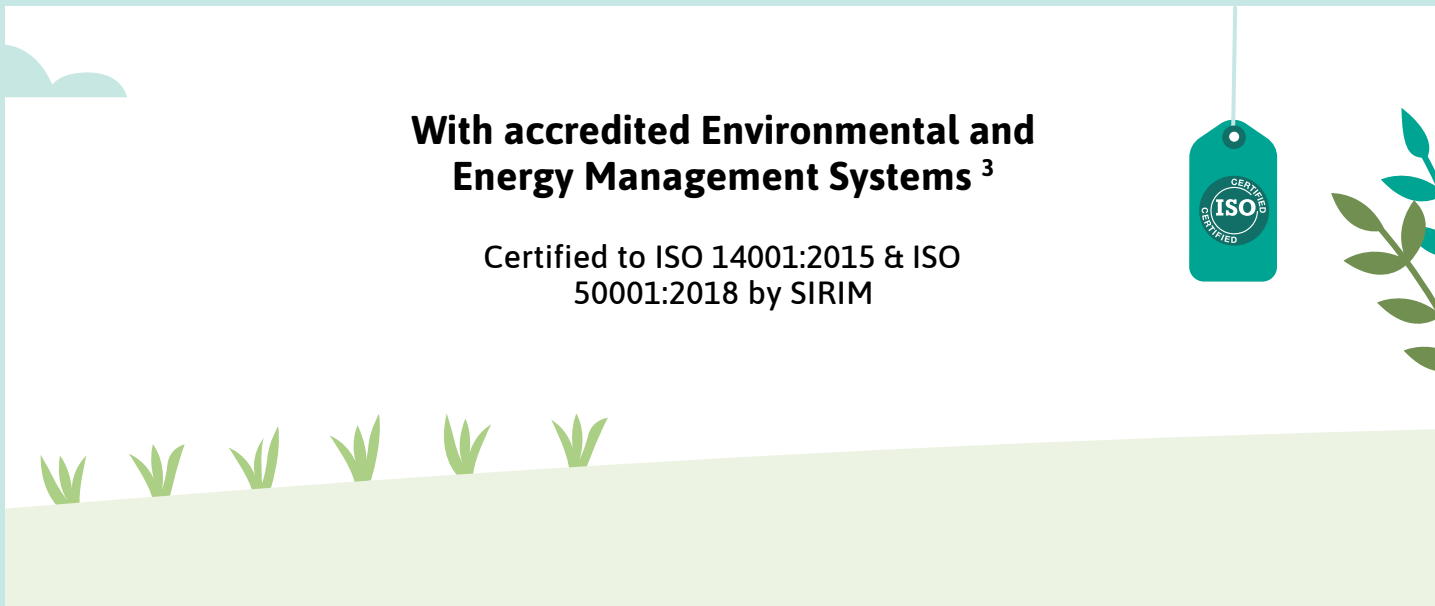 With accredited Environmental and
Energy Management Systems ³
Certified to ISO 14001:2015 & ISO
50001:2018 by SIRIM
CERTIFIED
ISO
CERTIFIED